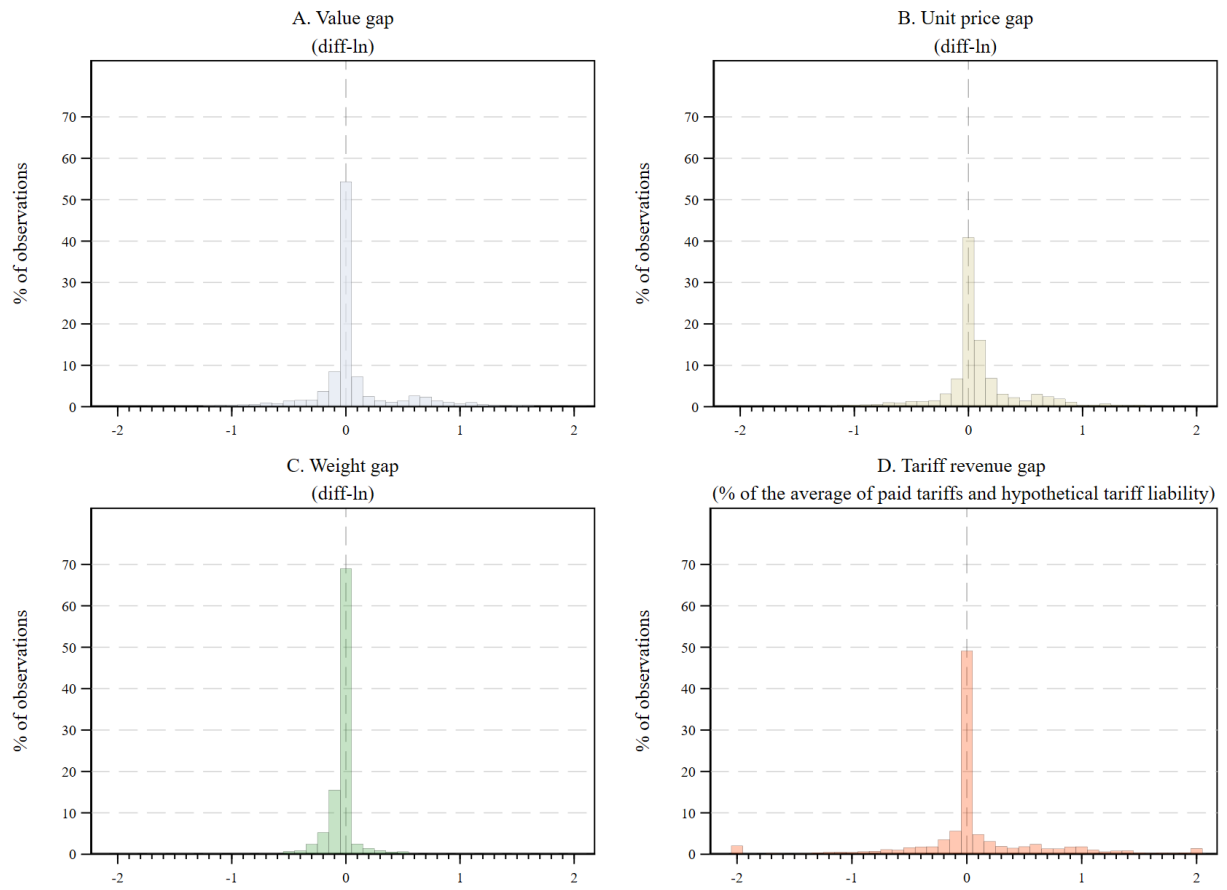 A. Value gap
(diff-ln)
% of observations
70
60
50
40
30
20
10
0
-2 -1 0 1 2
B. Unit price gap
(diff-ln)
% of observations
70
60
50
40
30
20
10
0
-2 -1 0 1 2
C. Weight gap
(diff-ln)
% of observations
70
60
50
40
30
20
10
0
-2 -1 0 1 2
D. Tariff revenue gap
(% of the average of paid tariffs and hypothetical tariff liability)
% of observations
70
60
50
40
30
20
10
0
-2 -1 0 1 2